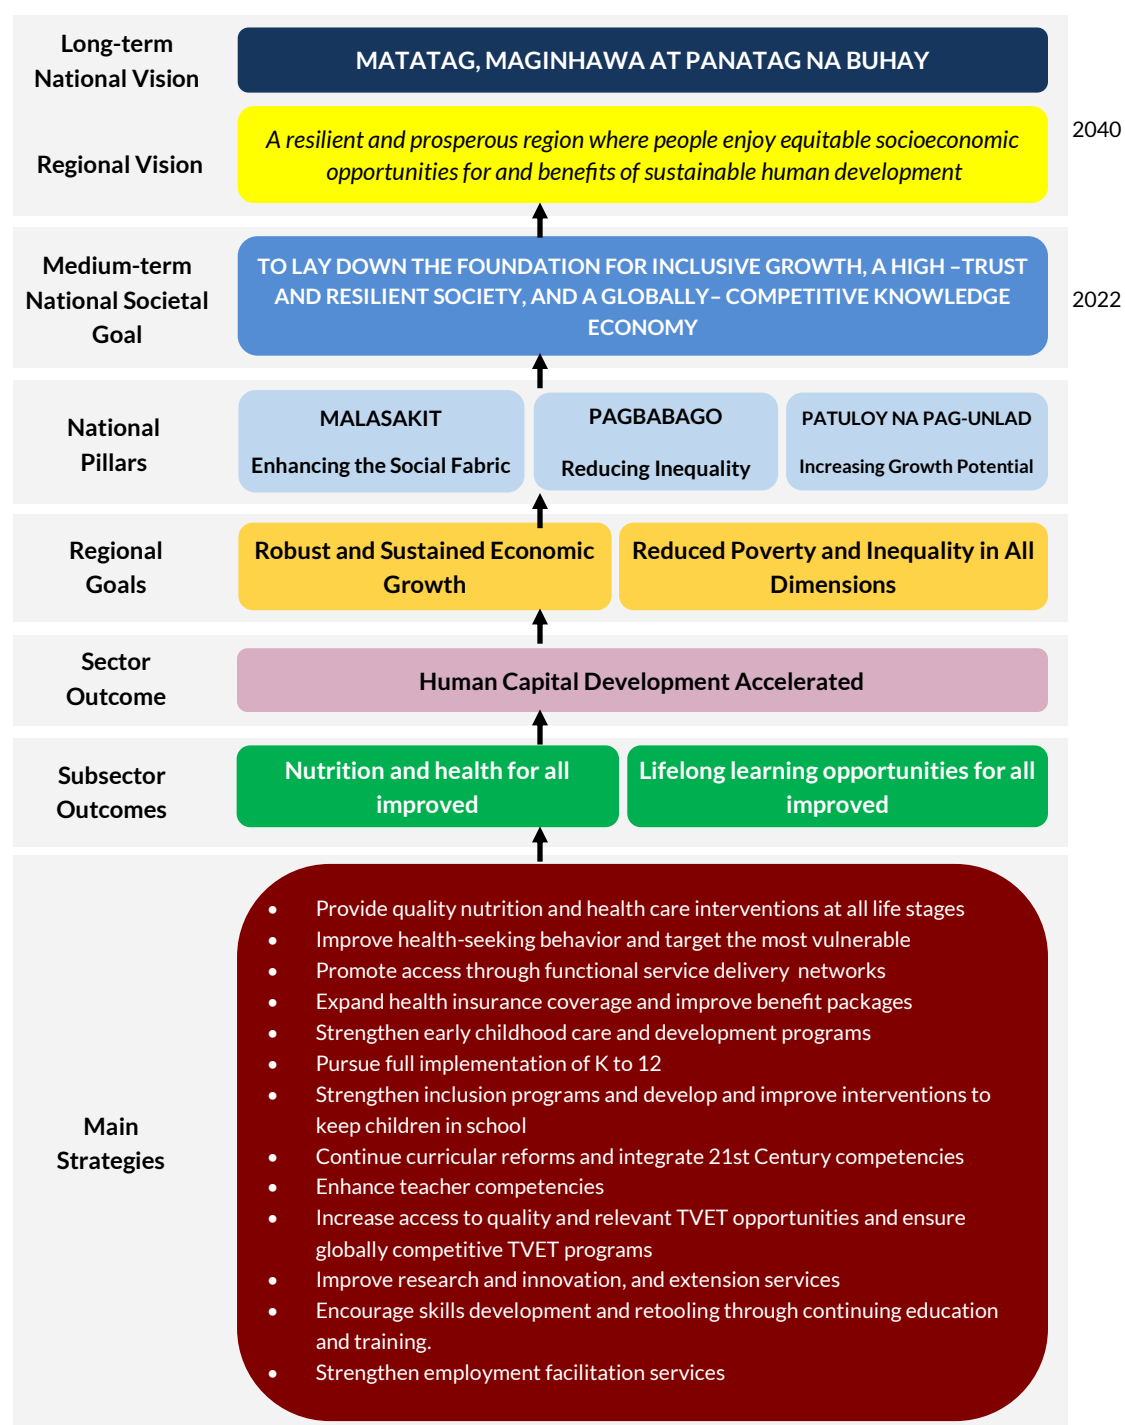 Long-term
National Vision
MATATAG, MAGINHAWA AT PANATAG NA BUHAY
2040
Regional Vision
A resilient and prosperous region where people enjoy equitable socioeconomic
opportunities for and benefits of sustainable human development
Medium-term
National Societal
Goal
TO LAY DOWN THE FOUNDATION FOR INCLUSIVE GROWTH, A HIGH –TRUST
AND RESILIENT SOCIETY, AND A GLOBALLY– COMPETITIVE KNOWLEDGE
ECONOMY
2022
National
Pillars
MALASAKIT
Enhancing the Social Fabric
PAGBABAGO
Reducing Inequality
PATULOY NA PAG-UNLAD
Increasing Growth Potential
Regional
Goals
Robust and Sustained Economic
Growth
Reduced Poverty and Inequality in All
Dimensions
Sector
Outcome
Human Capital Development Accelerated
Subsector
Outcomes
Nutrition and health for all
improved
Lifelong learning opportunities for all
improved
Main
Strategies
• Provide quality nutrition and health care interventions at all life stages
• Improve health-seeking behavior and target the most vulnerable
• Promote access through functional service delivery networks
• Expand health insurance coverage and improve benefit packages
• Strengthen early childhood care and development programs
• Pursue full implementation of K to 12
• Strengthen inclusion programs and develop and improve interventions to
keep children in school
• Continue curricular reforms and integrate 21st Century competencies
• Enhance teacher competencies
• Increase access to quality and relevant TVET opportunities and ensure
globally competitive TVET programs
• Improve research and innovation, and extension services
• Encourage skills development and retooling through continuing education
and training.
• Strengthen employment facilitation services